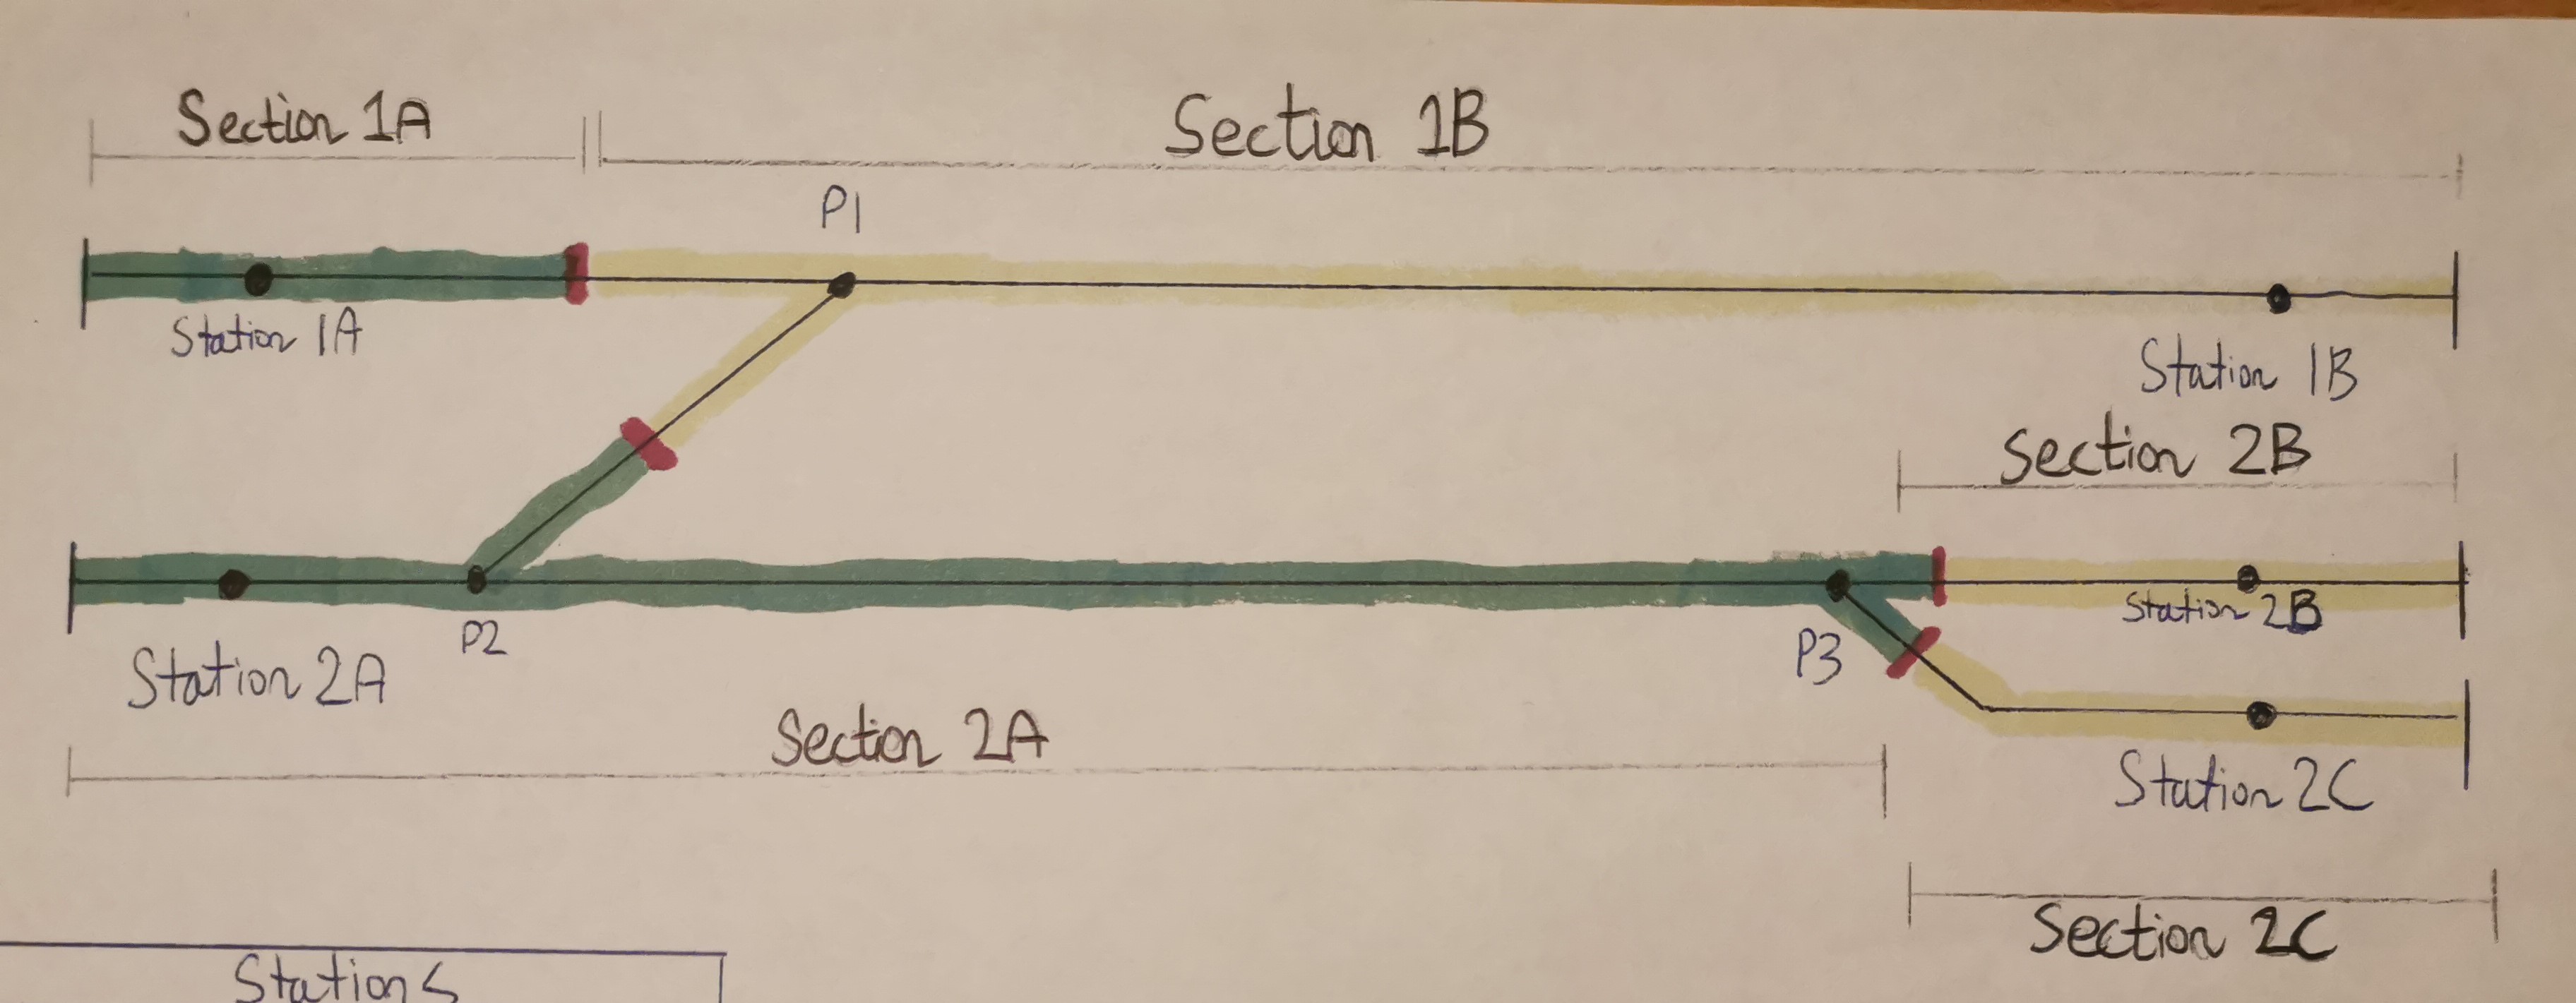 Section 1A
Section 1B
P1
Station 1A
Station 1B
Section 2B
Station 2B
P2
P3
Station 2A
Section 2A
Station 2C
Section 2C
Stations